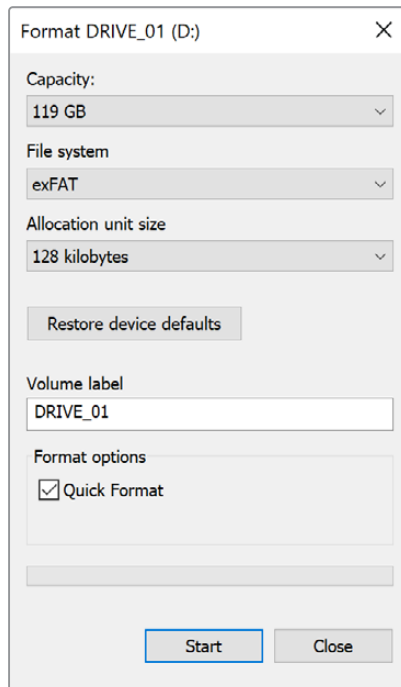 Format DRIVE_01 (D:)
Capacity:
119 GB
File system
exFAT
Allocation unit size
128 kilobytes
Restore device defaults
Volume label
DRIVE_01
Format options
Quick Format
Start Close